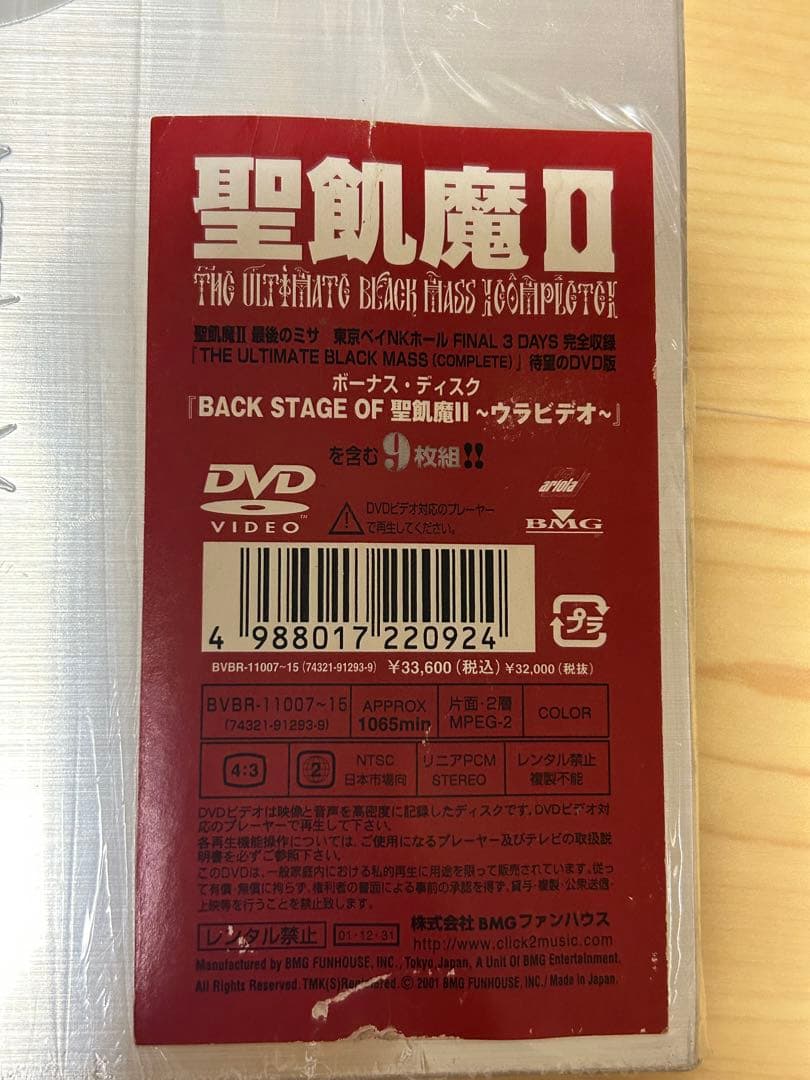 聖飢魔II
THE ULTIMATE BLACK MASS [COMPLETE]
聖飢魔II 最後のミサ 東京ベイNKホール FINAL 3 DAYS 完全収録
「THE ULTIMATE BLACK MASS (COMPLETE)」待望のDVD版
ボーナス・ディスク
『BACK STAGE OF 聖飢魔II ~ウラビデオ~』
を含む9枚組!!
DVD
VIDEO
DVDビデオ対応のプレーヤー
で再生してください。
ariola
BMG
4 988017 220924
プラ
BVBR-11007~15 (74321-91293-9) ¥33,600(税込) ¥32,000(税抜)
BVBR-11007~15
(74321-91293-9)
APPROX
1065min
片面・2層
MPEG-2
COLOR
4:3
2
NTSC
日本市場向
リニアPCM
STEREO
レンタル禁止
複製不能
DVDビデオは映像と音声を高密度に記録したディスクです。DVDビデオ対
応のプレーヤーで再生して下さい。
各再生機能操作については、ご使用になるプレーヤー及びテレビの取扱説
明書を必ずご参照下さい。
このDVDは、一般家庭内における私的再生に用途を限って販売されています。従っ
て有償・無償に拘らず、権利者の書面による事前の承認を得ず、貸与・複製・公衆送信・
上映等を行うことを禁止致します。
レンタル禁止
01・12・31
株式会社BMGファンハウス
http://www.click2music.com
Manufactured by BMG FUNHOUSE, INC., Tokyo, Japan, A Unit Of BMG Entertainment.
All Rights Reserved. TMK(S)Registered. © 2001 BMG FUNHOUSE, INC./ Made in Japan.